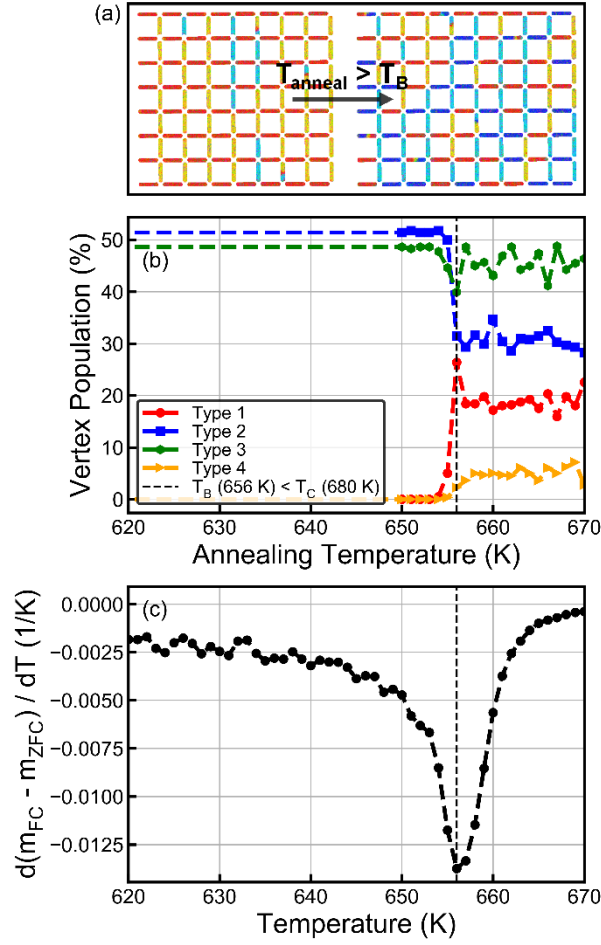 (a)
T_anneal > T_B
(b)
Vertex Population (%)
50
40
30
20
10
0
Type 1
Type 2
Type 3
Type 4
T_B (656 K) < T_C (680 K)
620 630 640 650 660 670
Annealing Temperature (K)
(c)
d(m_FC - m_ZFC) / dT (1/K)
0.0000
−0.0025
−0.0050
−0.0075
−0.0100
−0.0125
620 630 640 650 660 670
Temperature (K)